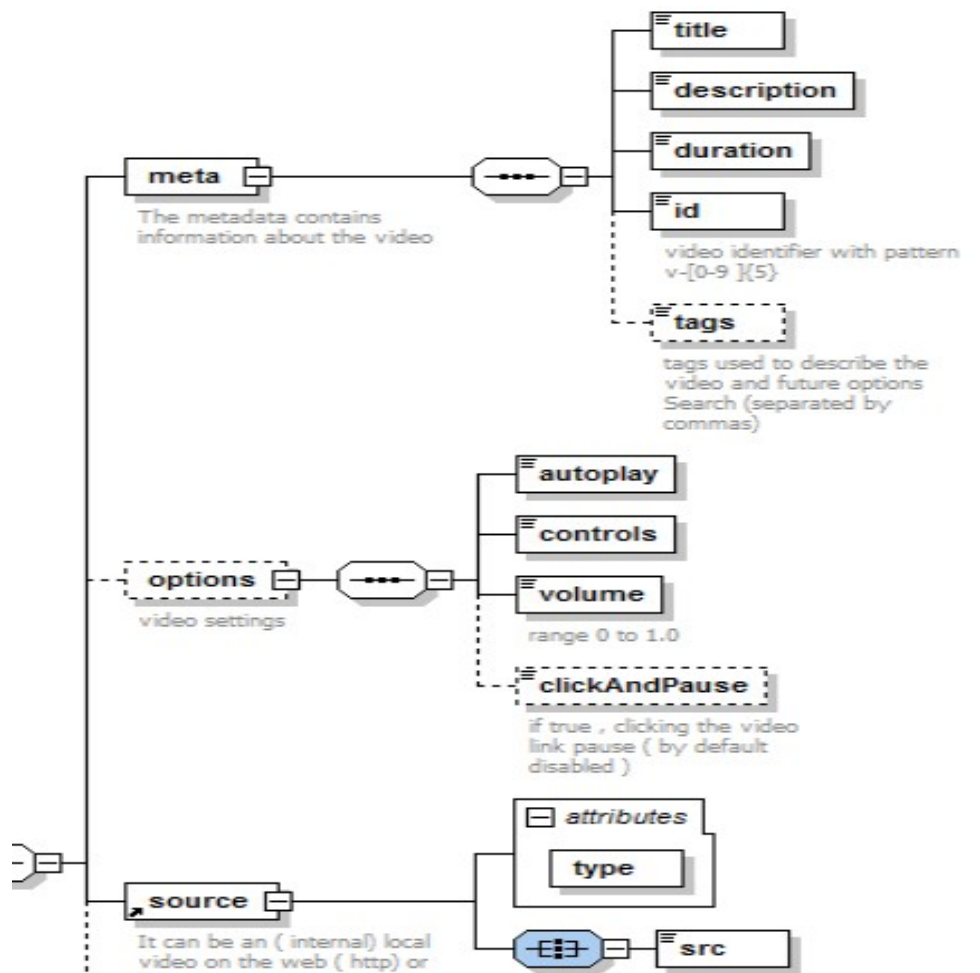 title
description
duration
meta
id
The metadata contains
information about the video
video identifier with pattern
v-[0-9 ]{5}
tags
tags used to describe the
video and future options
Search (separated by
commas)
autoplay
controls
options
volume
video settings
range 0 to 1.0
clickAndPause
if true , clicking the video
link pause ( by default
disabled )
attributes
type
source
It can be an ( internal) local
video on the web ( http) or
src